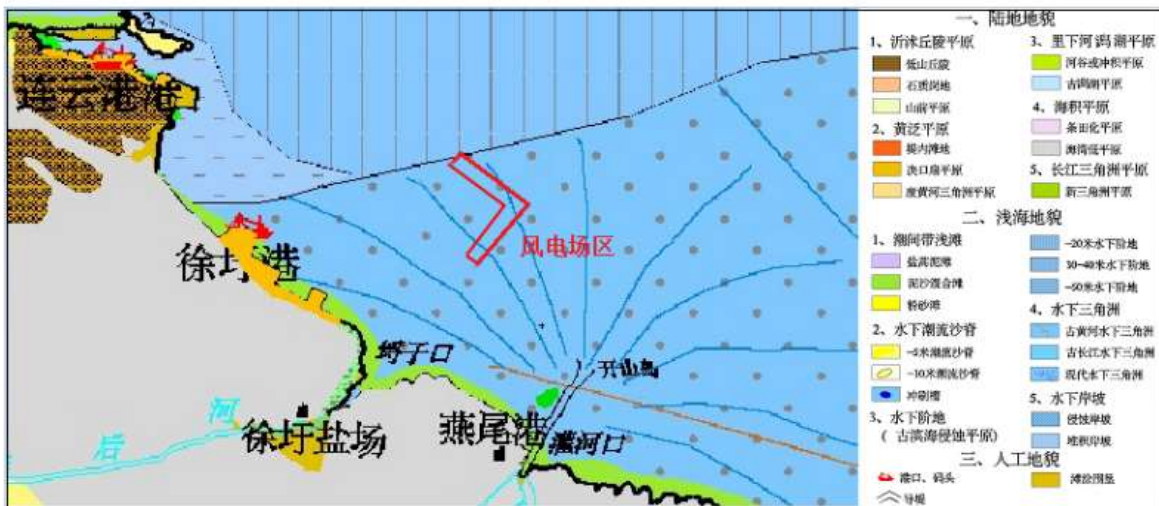 连云港港
徐圩港
风电场区
埒子口
开山岛
河
后
徐圩盐场
燕尾港
灌河口
一、陆地地貌
1、沂沭丘陵平原
低山丘陵
石质岗地
山前平原
2、黄泛平原
堤内滩地
决口扇平原
废黄河三角洲平原
3、里下河潟湖平原
河谷或冲积平原
古潟湖平原
4、海积平原
条田化平原
海湾低平原
5、长江三角洲平原
新三角洲平原
二、浅海地貌
1、潮间带浅滩
盐蒿泥滩
泥沙混合滩
粉砂滩
2、水下潮流沙脊
-5米潮流沙脊
-10米潮流沙脊
冲刷槽
3、水下阶地
( 古滨海侵蚀平原)
-20米水下阶地
30-40米水下阶地
-50米水下阶地
4、水下三角洲
古黄河水下三角洲
古长江水下三角洲
现代水下三角洲
5、水下岸坡
侵蚀岸坡
堆积岸坡
三、人工地貌
港口、码头
导堤
滩涂围垦